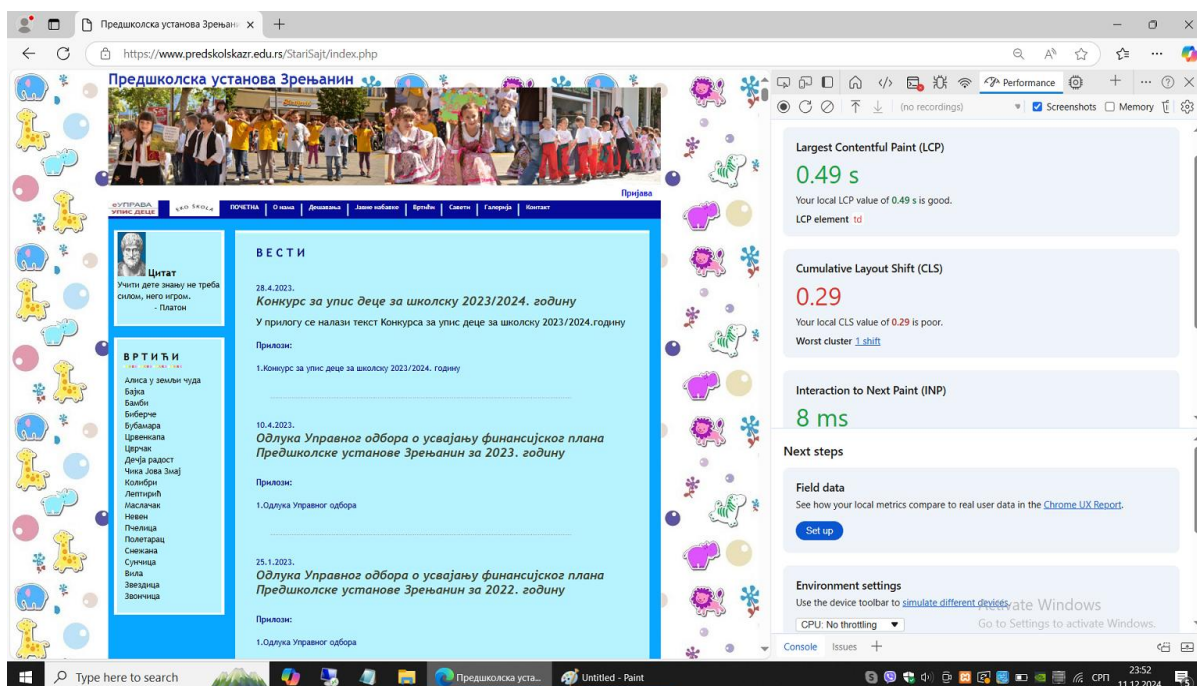 Предшколска установа Зрењани
https://www.predskolskazr.edu.rs/StariSajt/index.php
Предшколска установа Зрењанин
Пријава
еУПРАВА
УПИС ДЕЦЕ
EKO ŠKOLA
ПОЧЕТНА
О нама
Дешавања
Јавне набавке
Вртићи
Савети
Галерија
Контакт
Цитат
Учити дете знању не треба
силом, него игром.
- Платон
ВРТИЋИ
Алиса у земљи чуда
Бајка
Бамби
Биберче
Бубамара
Црвенкапа
Цврчак
Дечја радост
Чика Јова Змај
Колибри
Лептирић
Маслачак
Невен
Пчелица
Полетарац
Снежана
Сунчица
Вила
Звездица
Звончица
ВЕСТИ
28.4.2023.
Конкурс за упис деце за школску 2023/2024. годину
У прилогу се налази текст Конкурса за упис деце за школску 2023/2024.годину
Прилози:
1.Конкурс за упис деце за школску 2023/2024. годину
10.4.2023.
Одлука Управног одбора о усвајању финансијског плана
Предшколске установе Зрењанин за 2023. годину
Прилози:
1.Одлука Управног одбора
25.1.2023.
Одлука Управног одбора о усвајању финансијског плана
Предшколске установе Зрењанин за 2022. годину
Прилози:
1.Одлука Управног одбора
Performance
(no recordings)
Screenshots
Memory
Largest Contentful Paint (LCP)
0.49 s
Your local LCP value of 0.49 s is good.
LCP element td
Cumulative Layout Shift (CLS)
0.29
Your local CLS value of 0.29 is poor.
Worst cluster 1 shift
Interaction to Next Paint (INP)
8 ms
Next steps
Field data
See how your local metrics compare to real user data in the Chrome UX Report.
Set up
Environment settings
Use the device toolbar to simulate different devices.
CPU: No throttling
Activate Windows
Go to Settings to activate Windows.
Console
Issues
Type here to search
Предшколска уста...
Untitled - Paint
СРП
23:52
11.12.2024
5